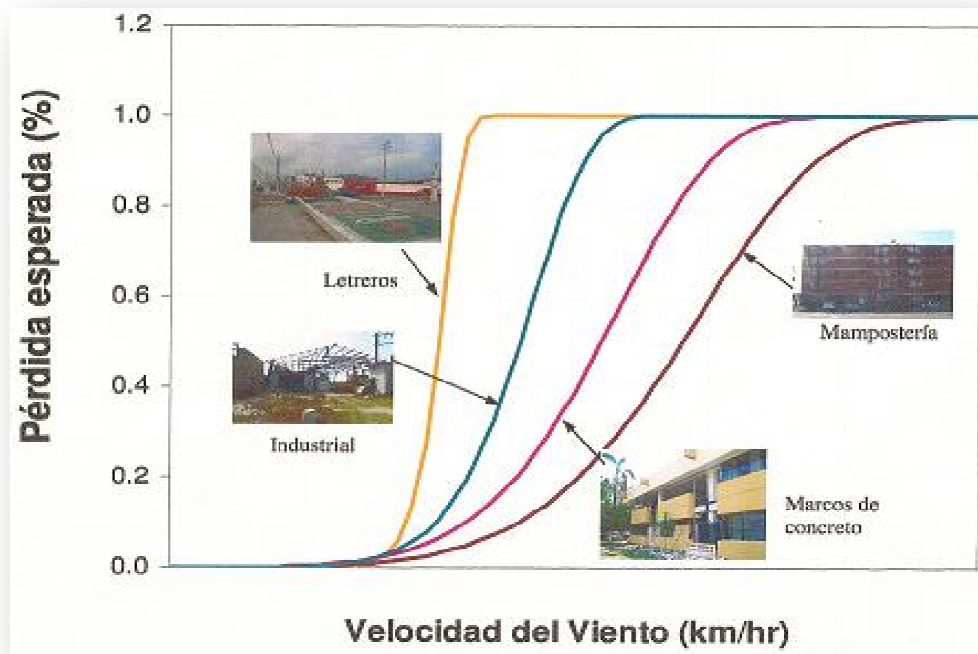 1.2
1.0
0.8
0.6
0.4
0.2
0.0
Pérdida esperada (%)
Letreros
Industrial
Mampostería
Marcos de
concreto
Velocidad del Viento (km/hr)